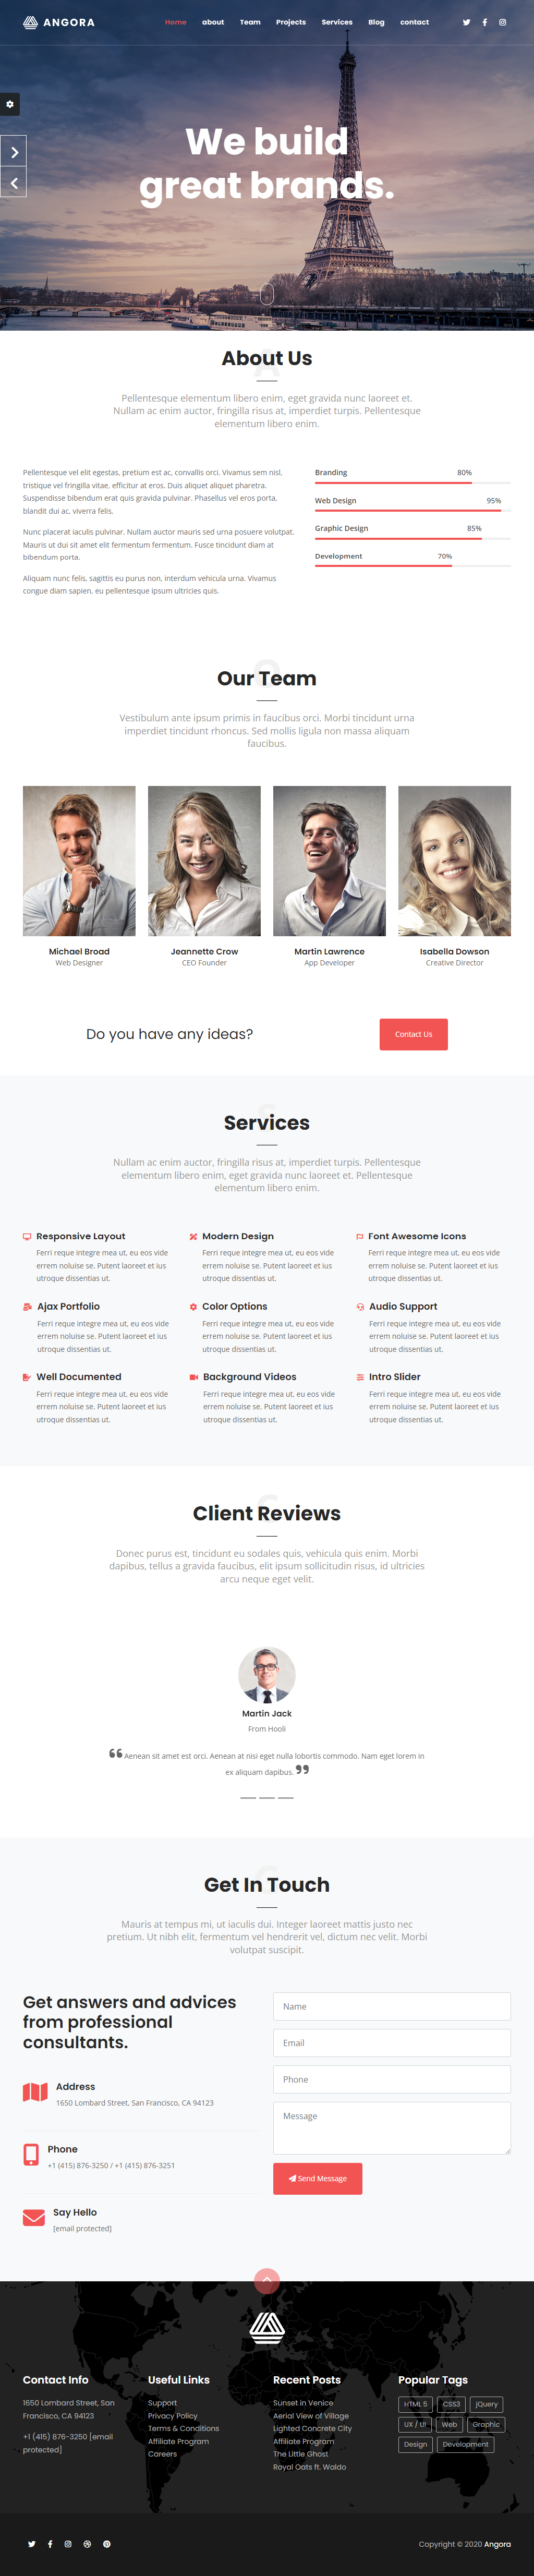 ANGORA
Home about Team Projects Services Blog contact
We build
great brands.
About Us
Pellentesque elementum libero enim, eget gravida nunc laoreet et.
Nullam ac enim auctor, fringilla risus at, imperdiet turpis. Pellentesque
elementum libero enim.
Pellentesque vel elit egestas, pretium est ac, convallis orci. Vivamus sem nisl,
tristique vel fringilla vitae, efficitur at eros. Duis aliquet aliquet pharetra.
Suspendisse bibendum erat quis gravida pulvinar. Phasellus vel eros porta,
blandit dui ac, viverra felis.
Nunc placerat iaculis pulvinar. Nullam auctor mauris sed urna posuere volutpat.
Mauris ut dui sit amet elit fermentum fermentum. Fusce tincidunt diam at
bibendum porta.
Aliquam nunc felis, sagittis eu purus non, interdum vehicula urna. Vivamus
congue diam sapien, eu pellentesque ipsum ultricies quis.
Branding 80%
Web Design 95%
Graphic Design 85%
Development 70%
O
Our Team
Vestibulum ante ipsum primis in faucibus orci. Morbi tincidunt urna
imperdiet tincidunt rhoncus. Sed mollis ligula non massa aliquam
faucibus.
Michael Broad
Web Designer
Jeannette Crow
CEO Founder
Martin Lawrence
App Developer
Isabella Dowson
Creative Director
Do you have any ideas?
Contact Us
Services
Nullam ac enim auctor, fringilla risus at, imperdiet turpis. Pellentesque
elementum libero enim, eget gravida nunc laoreet et. Pellentesque
elementum libero enim.
Responsive Layout
Ferri reque integre mea ut, eu eos vide
errem noluise se. Putent laoreet et ius
utroque dissentias ut.
Modern Design
Ferri reque integre mea ut, eu eos vide
errem noluise se. Putent laoreet et ius
utroque dissentias ut.
Font Awesome Icons
Ferri reque integre mea ut, eu eos vide
errem noluise se. Putent laoreet et ius
utroque dissentias ut.
Ajax Portfolio
Ferri reque integre mea ut, eu eos vide
errem noluise se. Putent laoreet et ius
utroque dissentias ut.
Color Options
Ferri reque integre mea ut, eu eos vide
errem noluise se. Putent laoreet et ius
utroque dissentias ut.
Audio Support
Ferri reque integre mea ut, eu eos vide
errem noluise se. Putent laoreet et ius
utroque dissentias ut.
Well Documented
Ferri reque integre mea ut, eu eos vide
errem noluise se. Putent laoreet et ius
utroque dissentias ut.
Background Videos
Ferri reque integre mea ut, eu eos vide
errem noluise se. Putent laoreet et ius
utroque dissentias ut.
Intro Slider
Ferri reque integre mea ut, eu eos vide
errem noluise se. Putent laoreet et ius
utroque dissentias ut.
Client Reviews
Donec purus est, tincidunt eu sodales quis, vehicula quis enim. Morbi
dapibus, tellus a gravida faucibus, elit ipsum sollicitudin risus, id ultricies
arcu neque eget velit.
Martin Jack
From Hooli
“ Aenean sit amet est orci. Aenean at nisi eget nulla lobortis commodo. Nam eget lorem in
ex aliquam dapibus. ”
Get In Touch
Mauris at tempus mi, ut iaculis dui. Integer laoreet mattis justo nec
pretium. Ut nibh elit, fermentum vel hendrerit vel, dictum nec velit. Morbi
volutpat suscipit.
Get answers and advices
from professional
consultants.
Address
1650 Lombard Street, San Francisco, CA 94123
Phone
+1 (415) 876-3250 / +1 (415) 876-3251
Say Hello
[email protected]
Name
Email
Phone
Message
Send Message
Contact Info
1650 Lombard Street, San
Francisco, CA 94123
+1 (415) 876-3250 [email
protected]
Useful Links
Support
Privacy Policy
Terms & Conditions
Affiliate Program
Careers
Recent Posts
Sunset in Venice
Aerial View of Village
Lighted Concrete City
Affiliate Program
The Little Ghost
Royal Oats ft. Waldo
Popular Tags
HTML 5 CSS3 jQuery
UX / UI Web Graphic
Design Development
Copyright © 2020 Angora